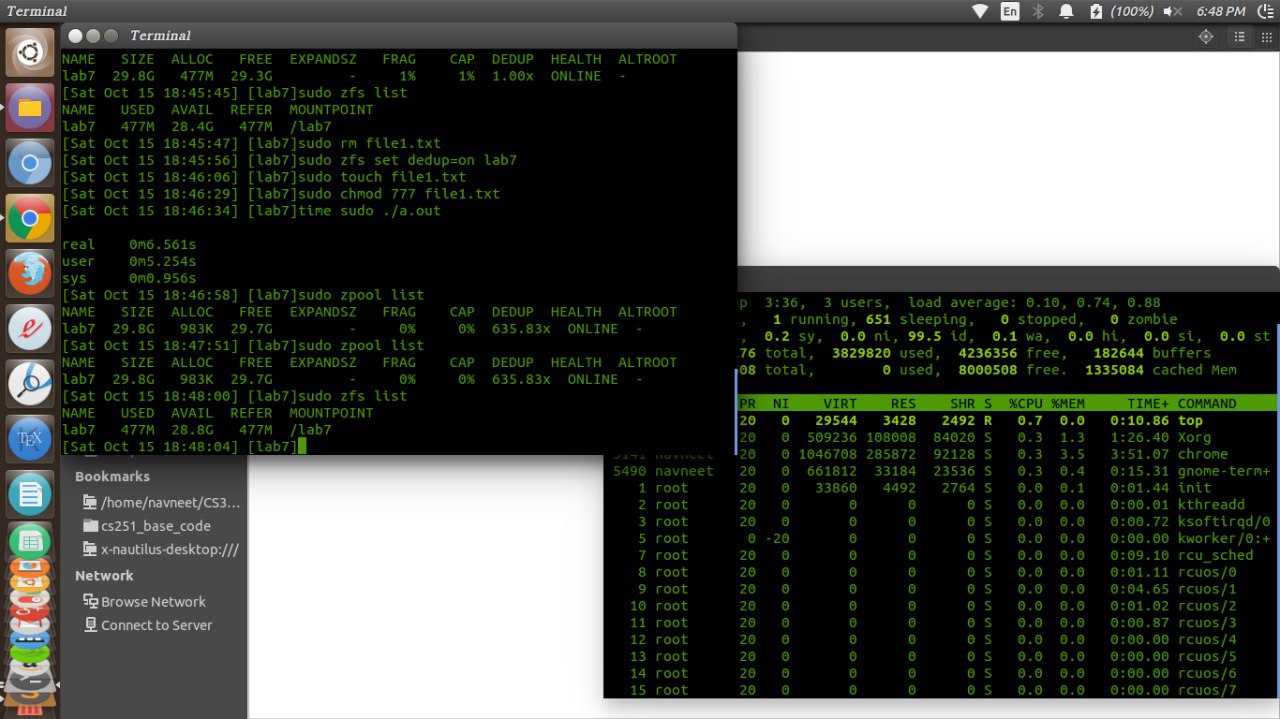 Terminal
En
(100%)
6:48 PM
Terminal
NAME SIZE ALLOC FREE EXPANDSZ FRAG CAP DEDUP HEALTH ALTROOT
lab7 29.8G 477M 29.3G - 1% 1% 1.00x ONLINE -
[Sat Oct 15 18:45:45] [lab7]sudo zfs list
NAME USED AVAIL REFER MOUNTPOINT
lab7 477M 28.4G 477M /lab7
[Sat Oct 15 18:45:47] [lab7]sudo rm file1.txt
[Sat Oct 15 18:45:56] [lab7]sudo zfs set dedup=on lab7
[Sat Oct 15 18:46:06] [lab7]sudo touch file1.txt
[Sat Oct 15 18:46:29] [lab7]sudo chmod 777 file1.txt
[Sat Oct 15 18:46:34] [lab7]time sudo ./a.out
real 0m6.561s
user 0m5.254s
sys 0m0.956s
[Sat Oct 15 18:46:58] [lab7]sudo zpool list
NAME SIZE ALLOC FREE EXPANDSZ FRAG CAP DEDUP HEALTH ALTROOT
lab7 29.8G 983K 29.7G - 0% 0% 635.83x ONLINE -
[Sat Oct 15 18:47:51] [lab7]sudo zpool list
NAME SIZE ALLOC FREE EXPANDSZ FRAG CAP DEDUP HEALTH ALTROOT
lab7 29.8G 983K 29.7G - 0% 0% 635.83x ONLINE -
[Sat Oct 15 18:48:00] [lab7]sudo zfs list
NAME USED AVAIL REFER MOUNTPOINT
lab7 477M 28.8G 477M /lab7
[Sat Oct 15 18:48:04] [lab7]
Bookmarks
/home/navneet/CS3...
cs251_base_code
x-nautilus-desktop:///
Network
Browse Network
Connect to Server
p 3:36, 3 users, load average: 0.10, 0.74, 0.88
, 1 running, 651 sleeping, 0 stopped, 0 zombie
, 0.2 sy, 0.0 ni, 99.5 id, 0.1 wa, 0.0 hi, 0.0 si, 0.0 st
76 total, 3829820 used, 4236356 free, 182644 buffers
08 total, 0 used, 8000508 free. 1335084 cached Mem
PR NI VIRT RES SHR S %CPU %MEM TIME+ COMMAND
20 0 29544 3428 2492 R 0.7 0.0 0:10.86 top
20 0 509236 108008 84020 S 0.3 1.3 1:26.40 Xorg
20 0 1046708 285872 92128 S 0.3 3.5 3:51.07 chrome
5490 navneet 20 0 661812 33184 23536 S 0.3 0.4 0:15.31 gnome-term+
1 root 20 0 33860 4492 2764 S 0.0 0.1 0:01.44 init
2 root 20 0 0 0 0 S 0.0 0.0 0:00.01 kthreadd
3 root 20 0 0 0 0 S 0.0 0.0 0:00.72 ksoftirqd/0
5 root 0 -20 0 0 0 S 0.0 0.0 0:00.00 kworker/0:+
7 root 20 0 0 0 0 S 0.0 0.0 0:09.10 rcu_sched
8 root 20 0 0 0 0 S 0.0 0.0 0:01.11 rcuos/0
9 root 20 0 0 0 0 S 0.0 0.0 0:04.65 rcuos/1
10 root 20 0 0 0 0 S 0.0 0.0 0:01.02 rcuos/2
11 root 20 0 0 0 0 S 0.0 0.0 0:00.87 rcuos/3
12 root 20 0 0 0 0 S 0.0 0.0 0:00.00 rcuos/4
13 root 20 0 0 0 0 S 0.0 0.0 0:00.00 rcuos/5
14 root 20 0 0 0 0 S 0.0 0.0 0:00.00 rcuos/6
15 root 20 0 0 0 0 S 0.0 0.0 0:00.00 rcuos/7